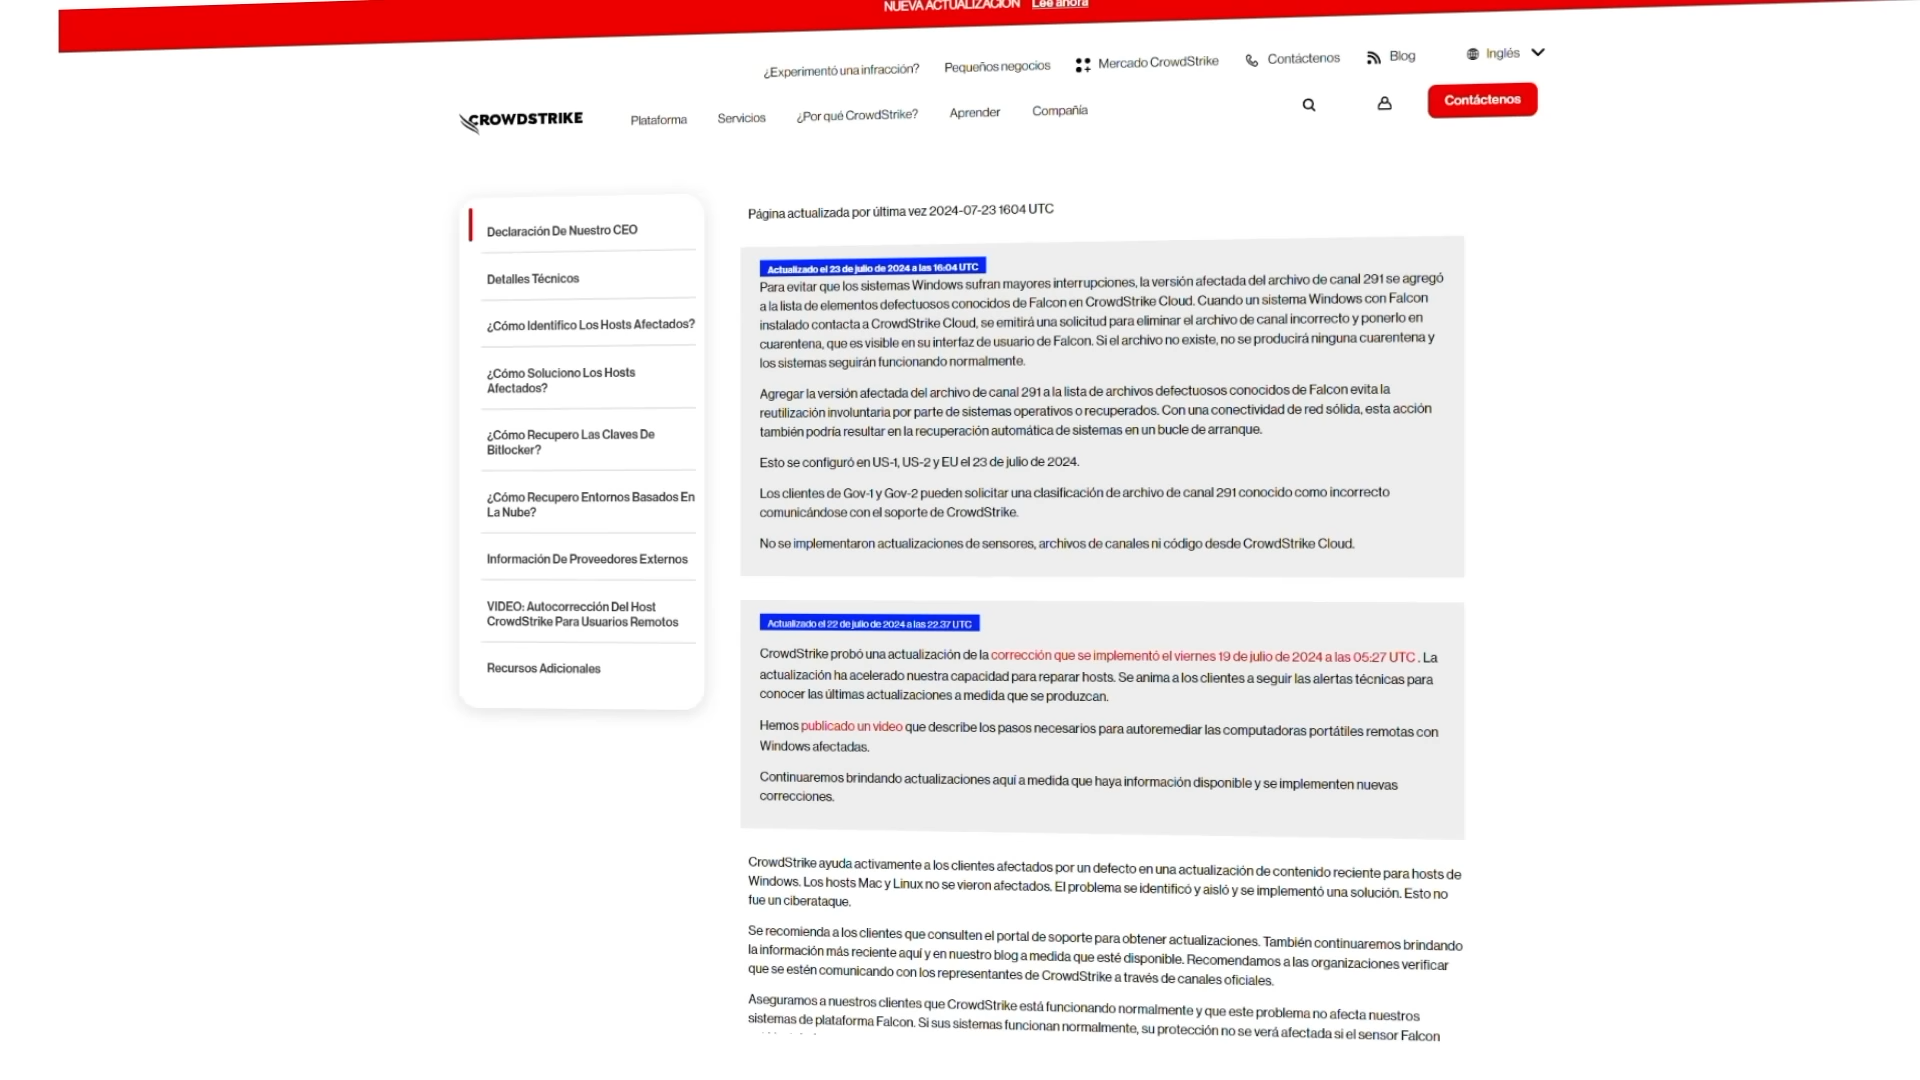 NUEVA ACTUALIZACIÓN Lee ahora
¿Experimentó una infracción? Pequeños negocios Mercado CrowdStrike Contáctenos Blog Inglés
CROWDSTRIKE Plataforma Servicios ¿Por qué CrowdStrike? Aprender Compañía Contáctenos
Declaración De Nuestro CEO
Detalles Técnicos
¿Cómo Identifico Los Hosts Afectados?
¿Cómo Soluciono Los Hosts
Afectados?
¿Cómo Recupero Las Claves De
Bitlocker?
¿Cómo Recupero Entornos Basados En
La Nube?
Información De Proveedores Externos
VIDEO: Autocorrección Del Host
CrowdStrike Para Usuarios Remotos
Recursos Adicionales
Página actualizada por última vez 2024-07-23 1604 UTC
Actualizado el 23 de julio de 2024 a las 16:04 UTC
Para evitar que los sistemas Windows sufran mayores interrupciones, la versión afectada del archivo de canal 291 se agregó
a la lista de elementos defectuosos conocidos de Falcon en CrowdStrike Cloud. Cuando un sistema Windows con Falcon
instalado contacta a CrowdStrike Cloud, se emitirá una solicitud para eliminar el archivo de canal incorrecto y ponerlo en
cuarentena, que es visible en su interfaz de usuario de Falcon. Si el archivo no existe, no se producirá ninguna cuarentena y
los sistemas seguirán funcionando normalmente.
Agregar la versión afectada del archivo de canal 291 a la lista de archivos defectuosos conocidos de Falcon evita la
reutilización involuntaria por parte de sistemas operativos o recuperados. Con una conectividad de red sólida, esta acción
también podría resultar en la recuperación automática de sistemas en un bucle de arranque.
Esto se configuró en US-1, US-2 y EU el 23 de julio de 2024.
Los clientes de Gov-1 y Gov-2 pueden solicitar una clasificación de archivo de canal 291 conocido como incorrecto
comunicándose con el soporte de CrowdStrike.
No se implementaron actualizaciones de sensores, archivos de canales ni código desde CrowdStrike Cloud.
Actualizado el 22 de julio de 2024 a las 22.37 UTC
CrowdStrike probó una actualización de la corrección que se implementó el viernes 19 de julio de 2024 a las 05:27 UTC . La
actualización ha acelerado nuestra capacidad para reparar hosts. Se anima a los clientes a seguir las alertas técnicas para
conocer las últimas actualizaciones a medida que se produzcan.
Hemos publicado un video que describe los pasos necesarios para autoremediar las computadoras portátiles remotas con
Windows afectadas.
Continuaremos brindando actualizaciones aquí a medida que haya información disponible y se implementen nuevas
correcciones.
CrowdStrike ayuda activamente a los clientes afectados por un defecto en una actualización de contenido reciente para hosts de
Windows. Los hosts Mac y Linux no se vieron afectados. El problema se identificó y aisló y se implementó una solución. Esto no
fue un ciberataque.
Se recomienda a los clientes que consulten el portal de soporte para obtener actualizaciones. También continuaremos brindando
la información más reciente aquí y en nuestro blog a medida que esté disponible. Recomendamos a las organizaciones verificar
que se estén comunicando con los representantes de CrowdStrike a través de canales oficiales.
Aseguramos a nuestros clientes que CrowdStrike está funcionando normalmente y que este problema no afecta nuestros
sistemas de plataforma Falcon. Si sus sistemas funcionan normalmente, su protección no se verá afectada si el sensor Falcon